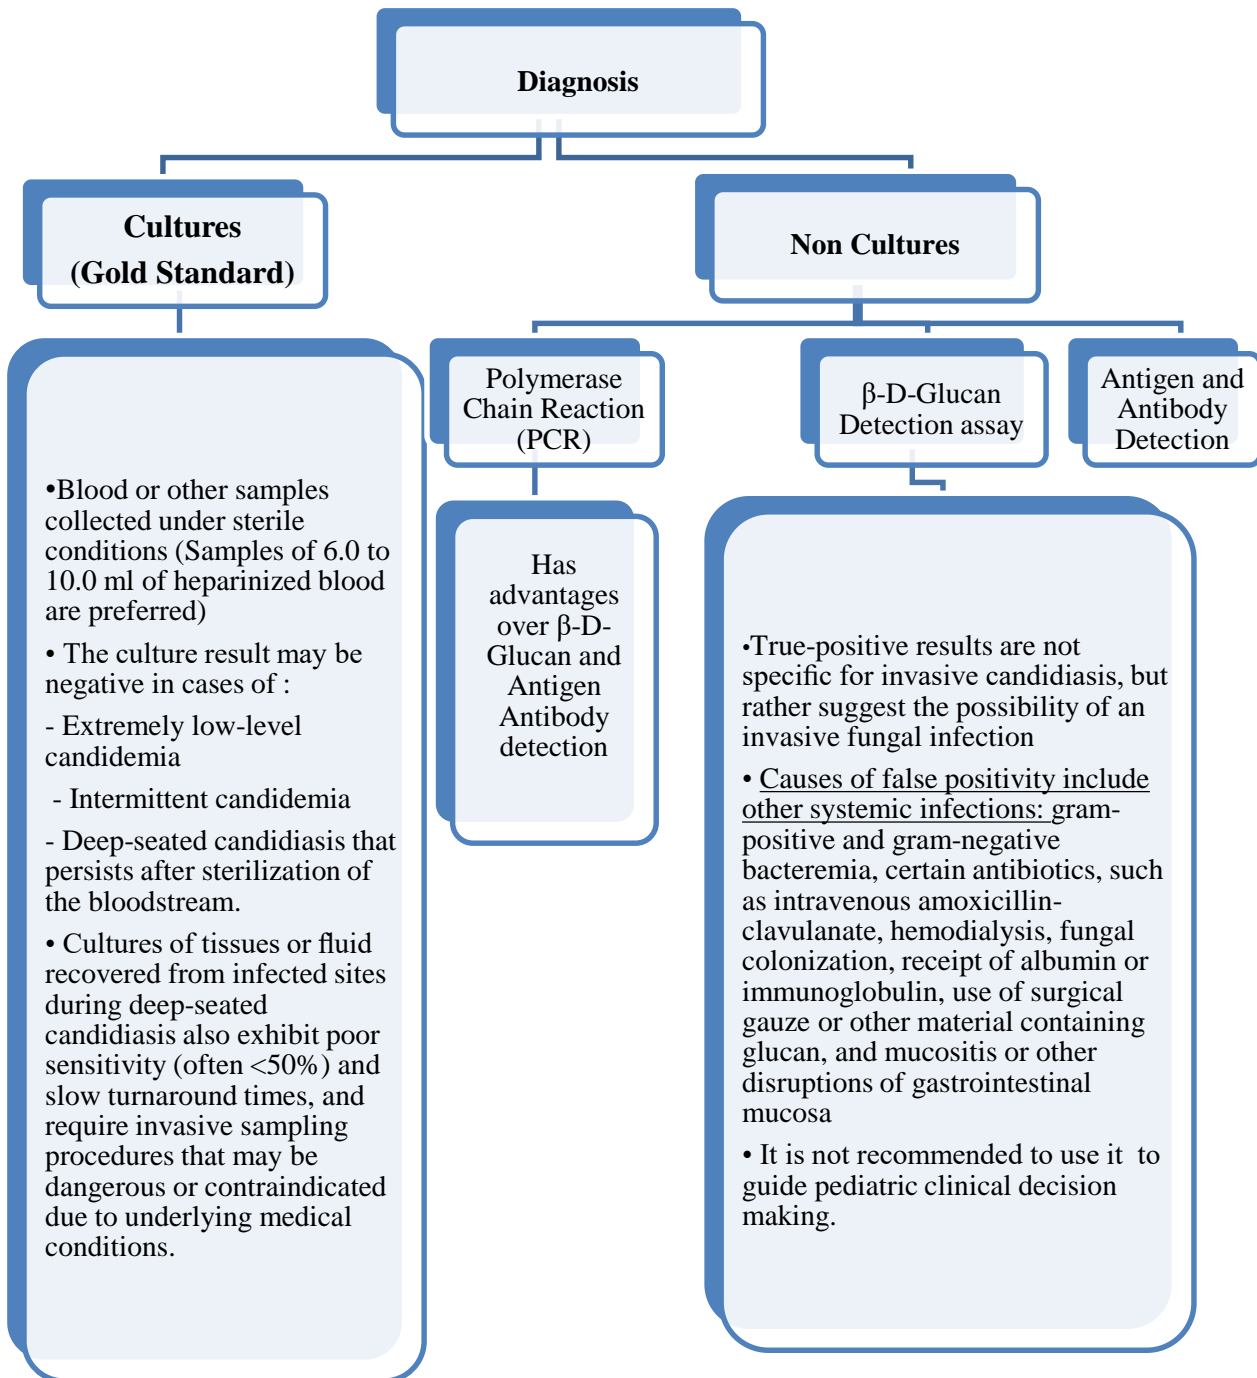 Diagnosis
Cultures
(Gold Standard)
Non Cultures
Polymerase
Chain Reaction
(PCR)
β-D-Glucan
Detection assay
Antigen and
Antibody
Detection
•Blood or other samples
collected under sterile
conditions (Samples of 6.0 to
10.0 ml of heparinized blood
are preferred)
• The culture result may be
negative in cases of :
- Extremely low-level
candidemia
- Intermittent candidemia
- Deep-seated candidiasis that
persists after sterilization of
the bloodstream.
• Cultures of tissues or fluid
recovered from infected sites
during deep-seated
candidiasis also exhibit poor
sensitivity (often <50%) and
slow turnaround times, and
require invasive sampling
procedures that may be
dangerous or contraindicated
due to underlying medical
conditions.
Has
advantages
over β-D-
Glucan and
Antigen
Antibody
detection
•True-positive results are not
specific for invasive candidiasis, but
rather suggest the possibility of an
invasive fungal infection
• Causes of false positivity include
other systemic infections: gram-
positive and gram-negative
bacteremia, certain antibiotics, such
as intravenous amoxicillin-
clavulanate, hemodialysis, fungal
colonization, receipt of albumin or
immunoglobulin, use of surgical
gauze or other material containing
glucan, and mucositis or other
disruptions of gastrointestinal
mucosa
• It is not recommended to use it to
guide pediatric clinical decision
making.